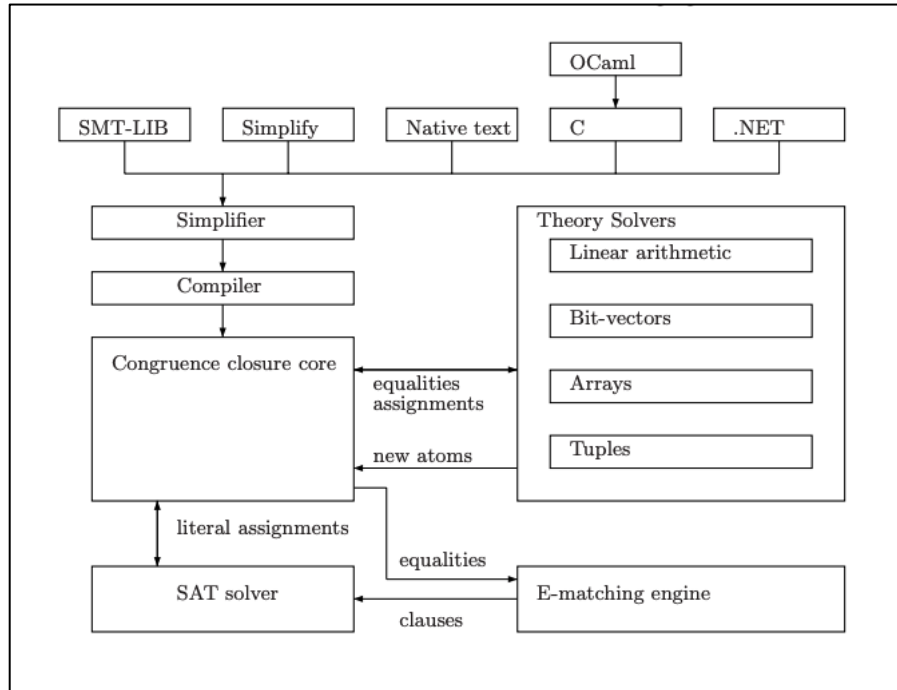 OCaml
SMT-LIB
Simplify
Native text
C
.NET
Simplifier
Theory Solvers
Linear arithmetic
Compiler
Bit-vectors
Congruence closure core
equalities
assignments
Arrays
new atoms
Tuples
literal assignments
equalities
SAT solver
E-matching engine
clauses